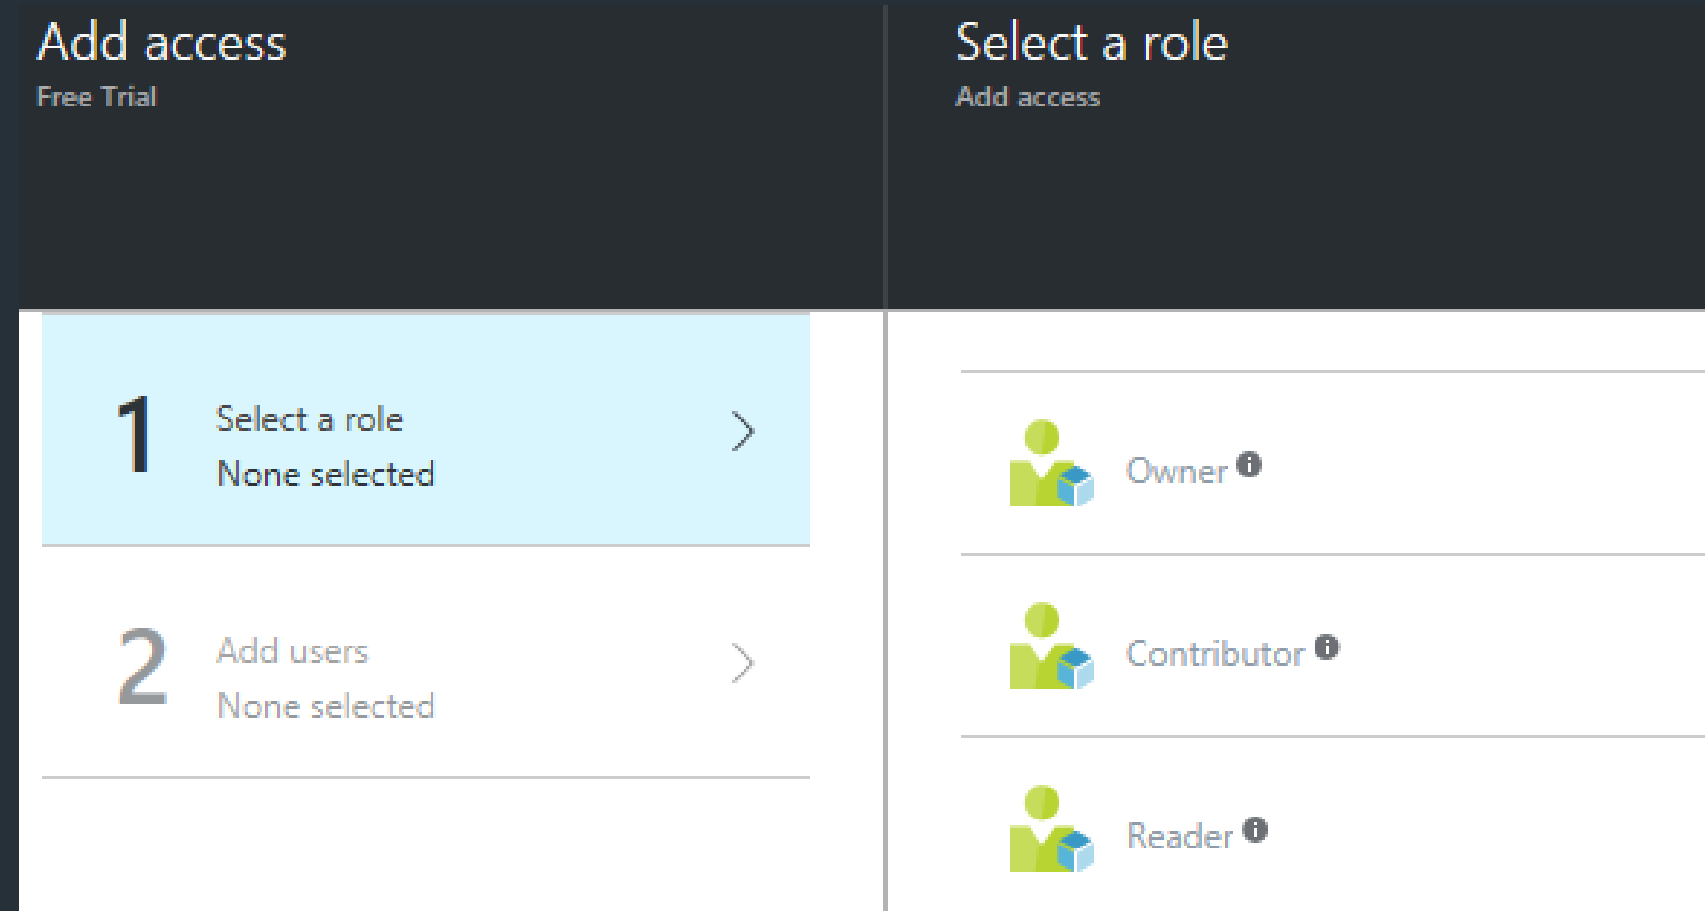 Add access
Free Trial
1
Select a role
None selected
2
Add users
None selected
Select a role
Add access
Owner
Contributor
Reader